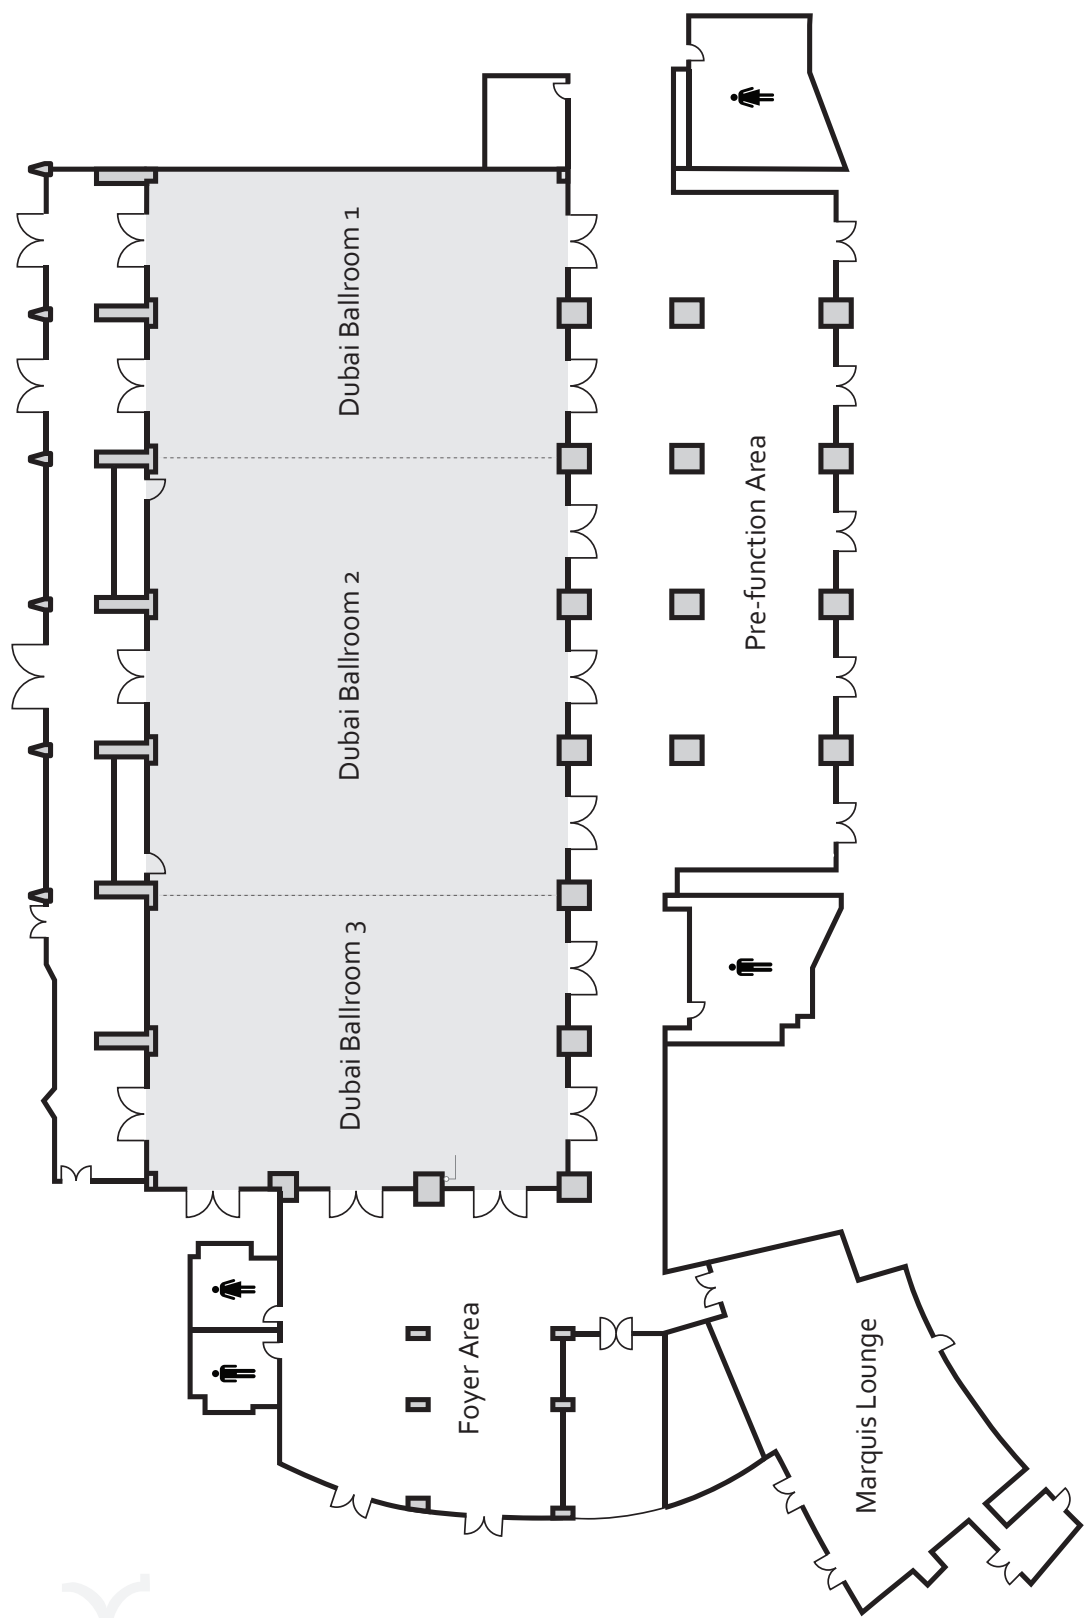 Dubai Ballroom 1
Pre-function Area
Dubai Ballroom 2
Dubai Ballroom 3
Foyer Area
Marquis Lounge